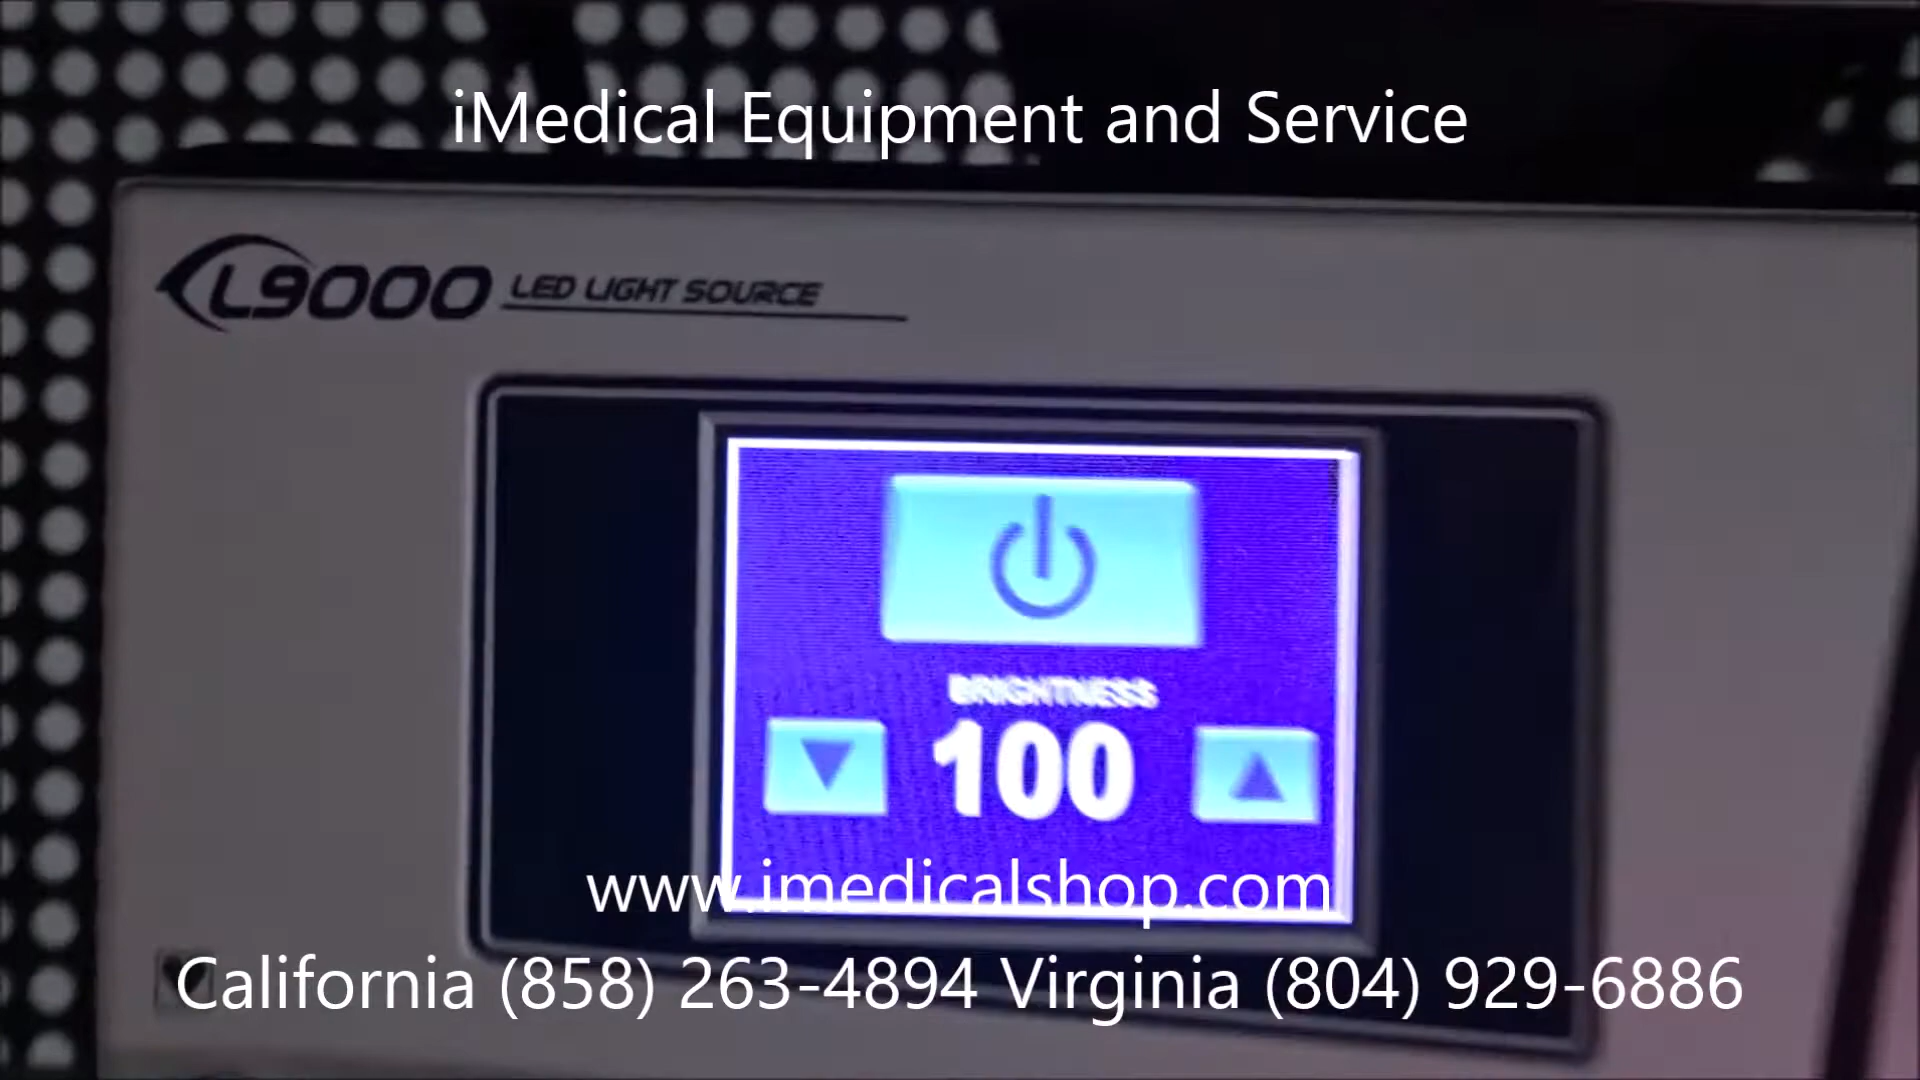 iMedical Equipment and Service
L9000 LED LIGHT SOURCE
BRIGHTNESS
100
www.imedicalshop.com
California (858) 263-4894 Virginia (804) 929-6886